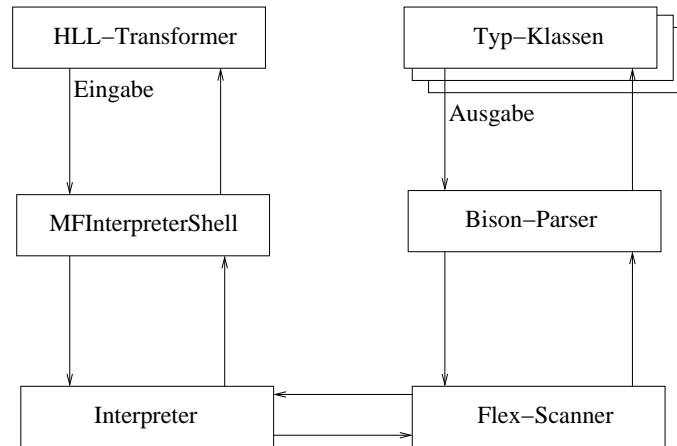 HLL–Transformer
Typ–Klassen
Eingabe
Ausgabe
MFInterpreterShell
Bison–Parser
Interpreter
Flex–Scanner